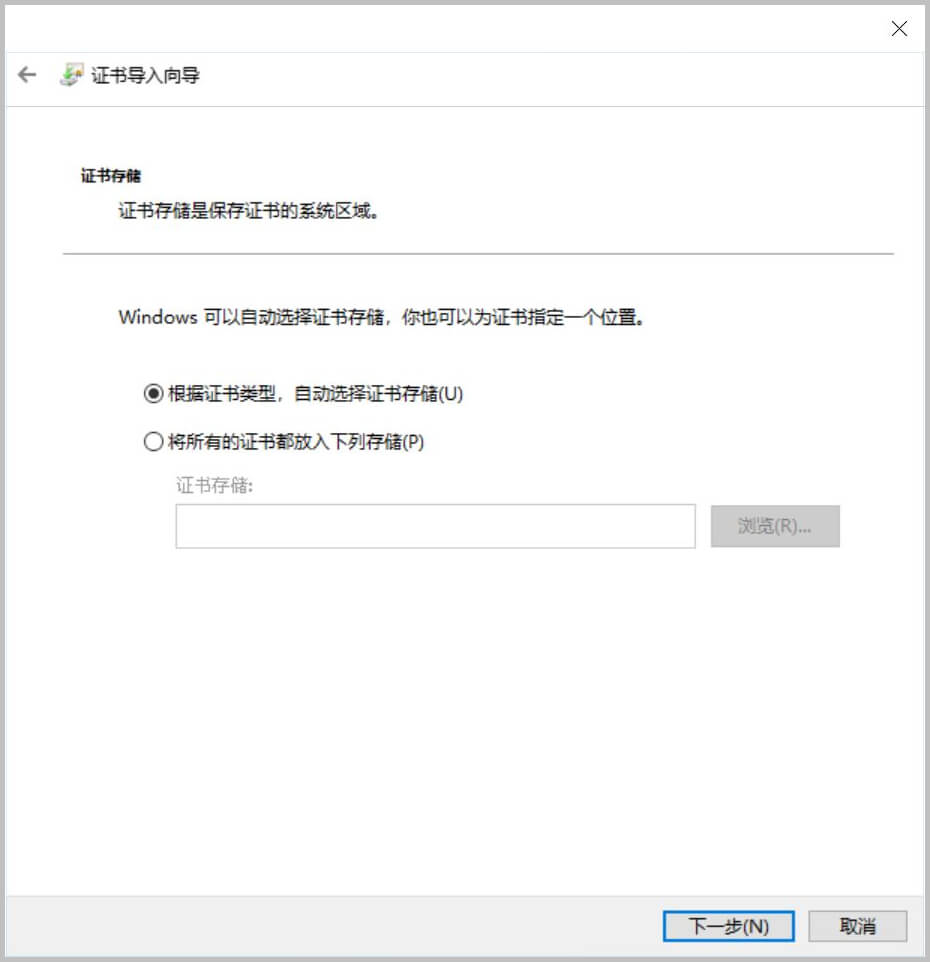 证书导入向导
证书存储
证书存储是保存证书的系统区域。
Windows 可以自动选择证书存储，你也可以为证书指定一个位置。
根据证书类型，自动选择证书存储(U)
将所有的证书都放入下列存储(P)
证书存储:
浏览(R)...
下一步(N)
取消